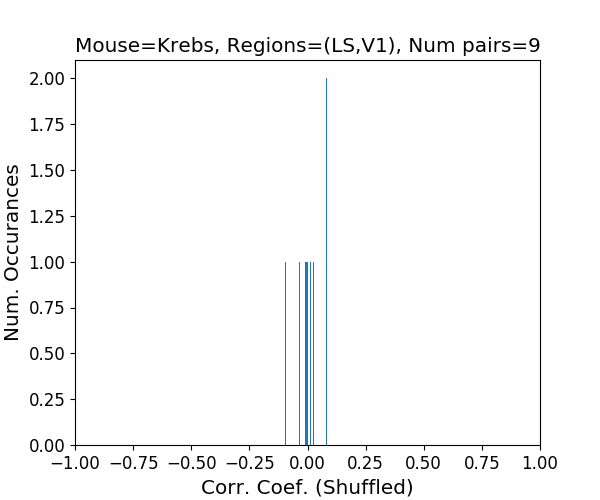 Mouse=Krebs, Regions=(LS,V1), Num pairs=9
2.00
1.75
1.50
1.25
1.00
0.75
0.50
0.25
0.00
Num. Occurances
−1.00 −0.75 −0.50 −0.25 0.00 0.25 0.50 0.75 1.00
Corr. Coef. (Shuffled)